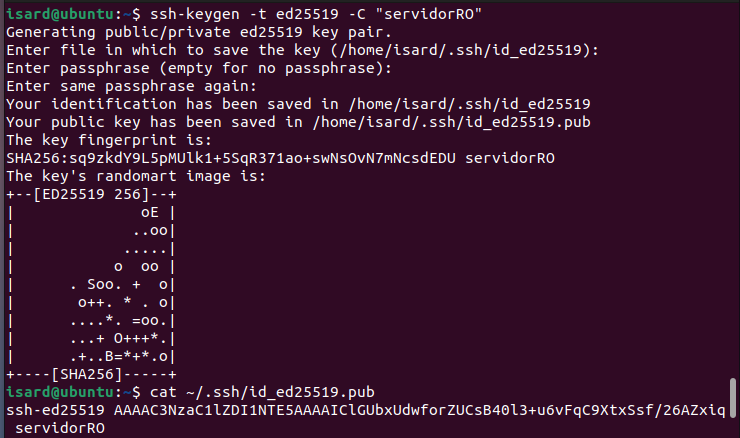 isard@ubuntu:~$ ssh-keygen -t ed25519 -C "servidorRO"
Generating public/private ed25519 key pair.
Enter file in which to save the key (/home/isard/.ssh/id_ed25519):
Enter passphrase (empty for no passphrase):
Enter same passphrase again:
Your identification has been saved in /home/isard/.ssh/id_ed25519
Your public key has been saved in /home/isard/.ssh/id_ed25519.pub
The key fingerprint is:
SHA256:sq9zkdY9L5pMUlk1+5SqR371ao+swNsOvN7mNcsdEDU servidorRO
The key's randomart image is:
+--[ED25519 256]--+
|              oE |
|             ..oo|
|            .....|
|           o  oo |
|      . Soo. +  o|
|       o++. * . o|
|      ....*. =oo.|
|      ...+ O+++*.|
|      .+..B=*+*.o|
+----[SHA256]-----+
isard@ubuntu:~$ cat ~/.ssh/id_ed25519.pub
ssh-ed25519 AAAAC3NzaC1lZDI1NTE5AAAAIClGUbxUdwforZUCsB40l3+u6vFqC9XtxSsf/26AZxiq
servidorRO